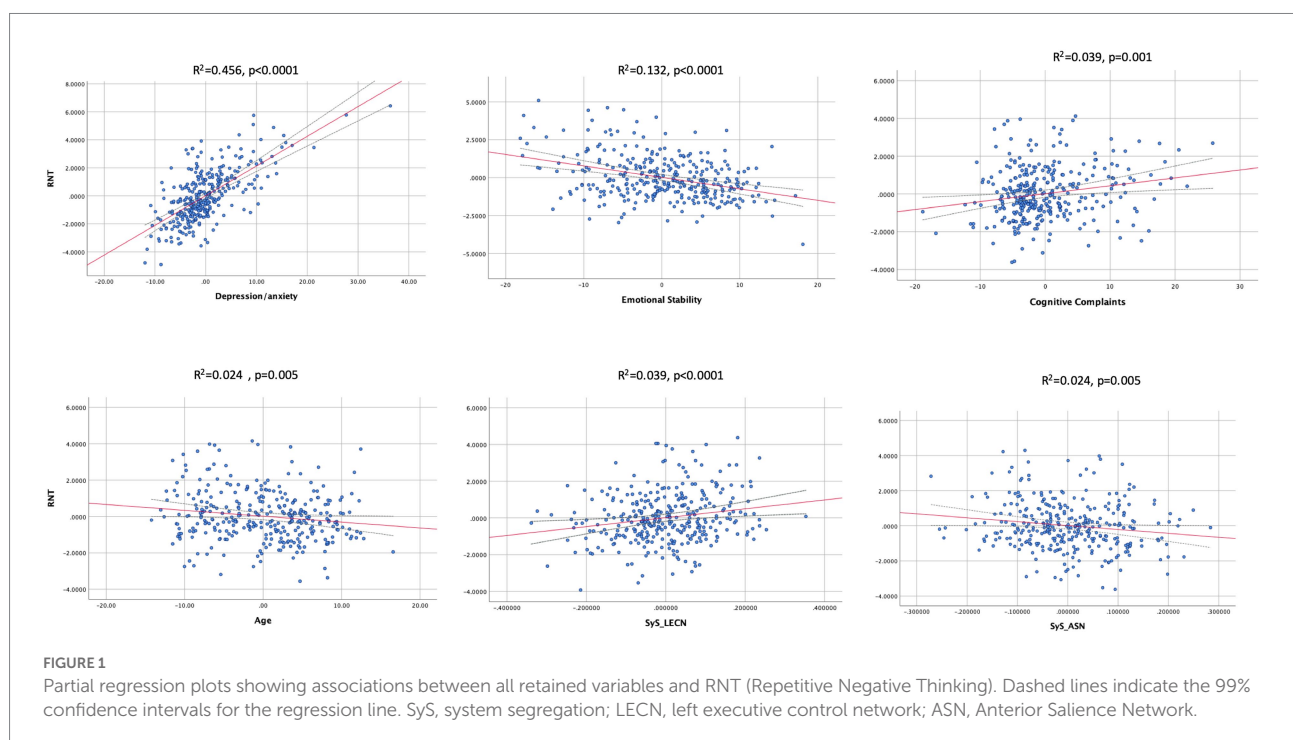 R²=0.456, p<0.0001
8.0000
6.0000
4.0000
2.0000
.0000
-2.0000
-4.0000
RNT
-20.00 -10.00 .00 10.00 20.00 30.00 40.00
Depression/anxiety
R²=0.132, p<0.0001
5.0000
2.5000
.0000
-2.5000
-5.0000
-20 -10 0 10 20
Emotional Stability
R²=0.039, p=0.001
6.0000
4.0000
2.0000
.0000
-2.0000
-4.0000
-20 -10 0 10 20 30
Cognitive Complaints
R²=0.024 , p=0.005
6.0000
4.0000
2.0000
.0000
-2.0000
-4.0000
RNT
-20.00 -10.00 .00 10.00 20.00
Age
R²=0.039, p<0.0001
6.0000
4.0000
2.0000
.0000
-2.0000
-4.0000
-.400000 -.200000 .000000 .200000 .400000
SyS_LECN
R²=0.024, p=0.005
6.0000
4.0000
2.0000
.0000
-2.0000
-4.0000
-.300000 -.200000 -.100000 .000000 .100000 .200000 .300000
SyS_ASN
FIGURE 1
Partial regression plots showing associations between all retained variables and RNT (Repetitive Negative Thinking). Dashed lines indicate the 99%
confidence intervals for the regression line. SyS, system segregation; LECN, left executive control network; ASN, Anterior Salience Network.